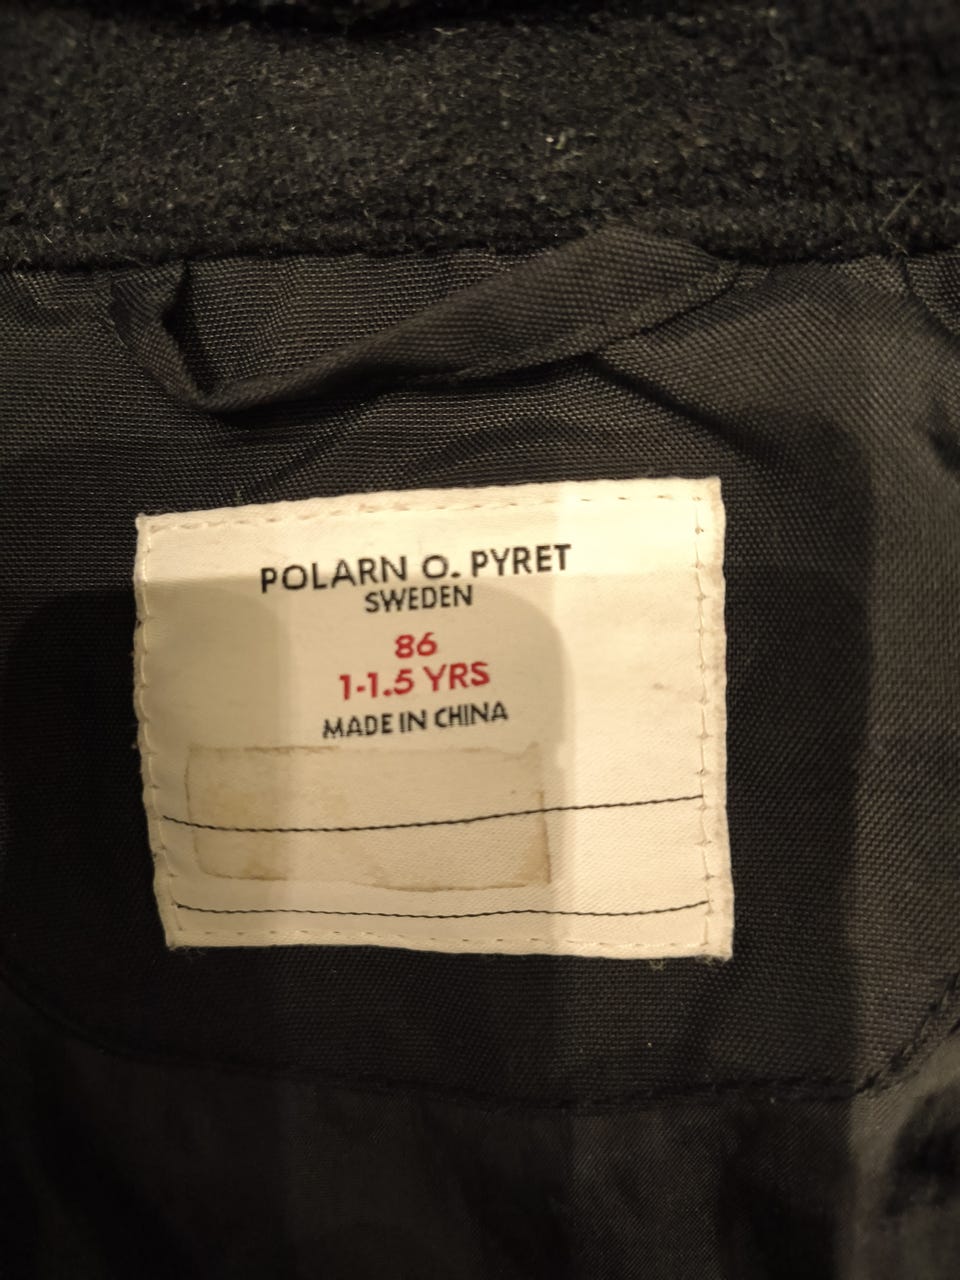 POLARN O. PYRET
SWEDEN
86
1-1.5 YRS
MADE IN CHINA